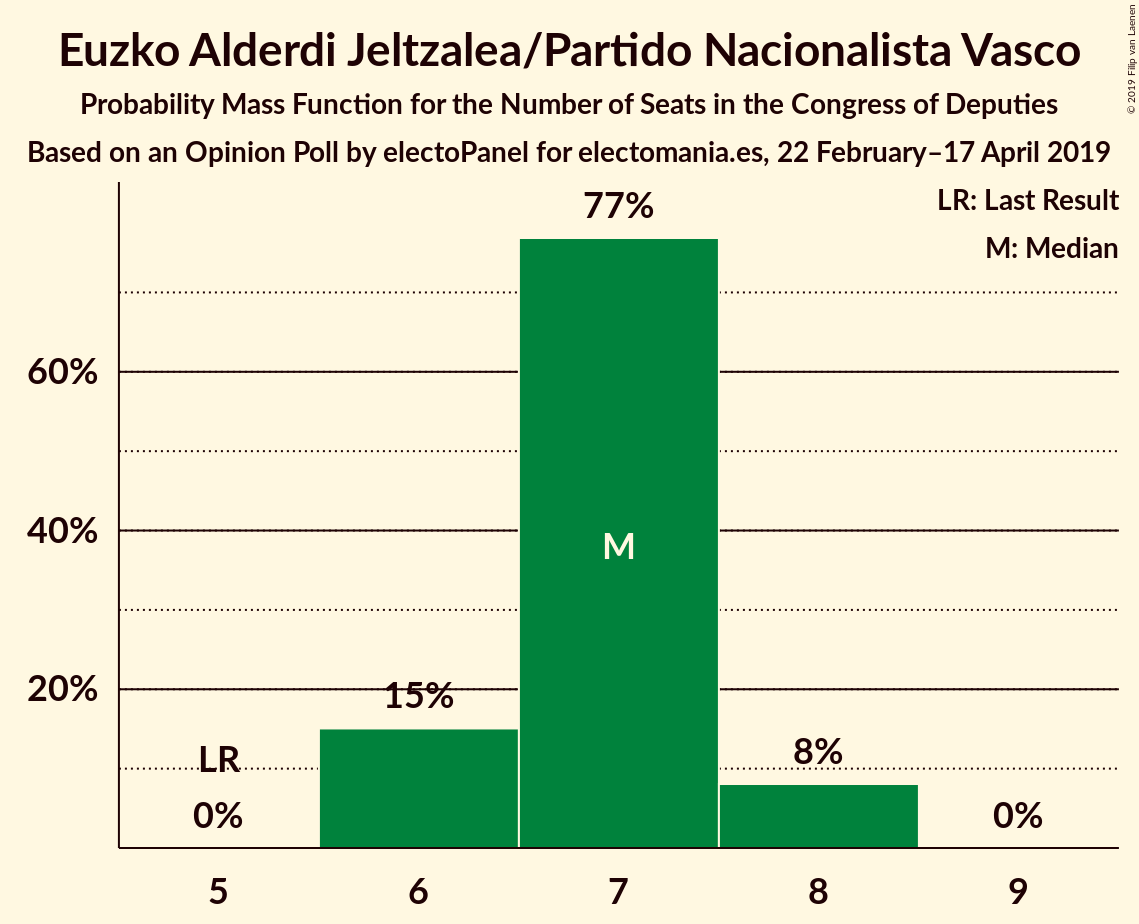 Euzko Alderdi Jeltzalea/Partido Nacionalista Vasco
Probability Mass Function for the Number of Seats in the Congress of Deputies
Based on an Opinion Poll by electoPanel for electomania.es, 22 February–17 April 2019
© 2019 Filip van Laenen
LR: Last Result
M: Median
77%
60%
40%
M
20%
15%
LR
8%
0%
0%
5 6 7 8 9